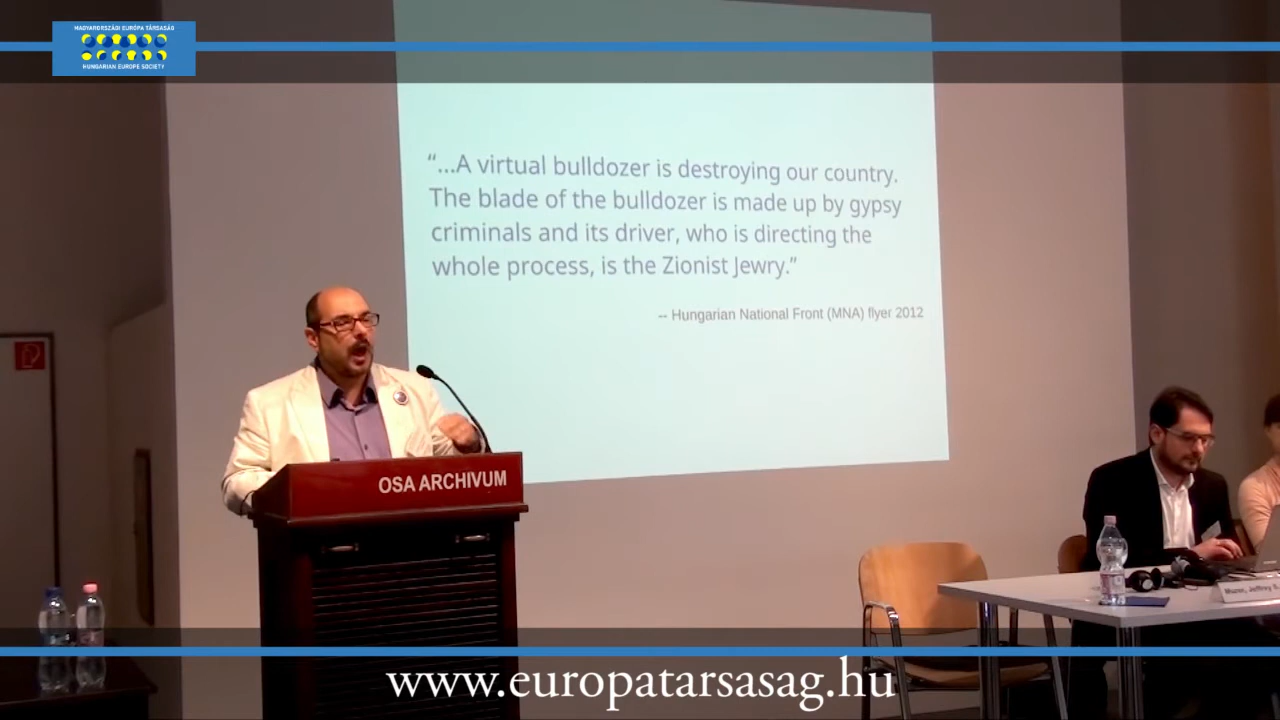 MAGYARORSZÁGI EURÓPA TÁRSASÁG
HUNGARIAN EUROPE SOCIETY
“...A virtual bulldozer is destroying our country.
The blade of the bulldozer is made up by gypsy
criminals and its driver, who is directing the
whole process, is the Zionist Jewry.”
-- Hungarian National Front (MNA) flyer 2012
OSA ARCHIVUM
www.europatarsasag.hu